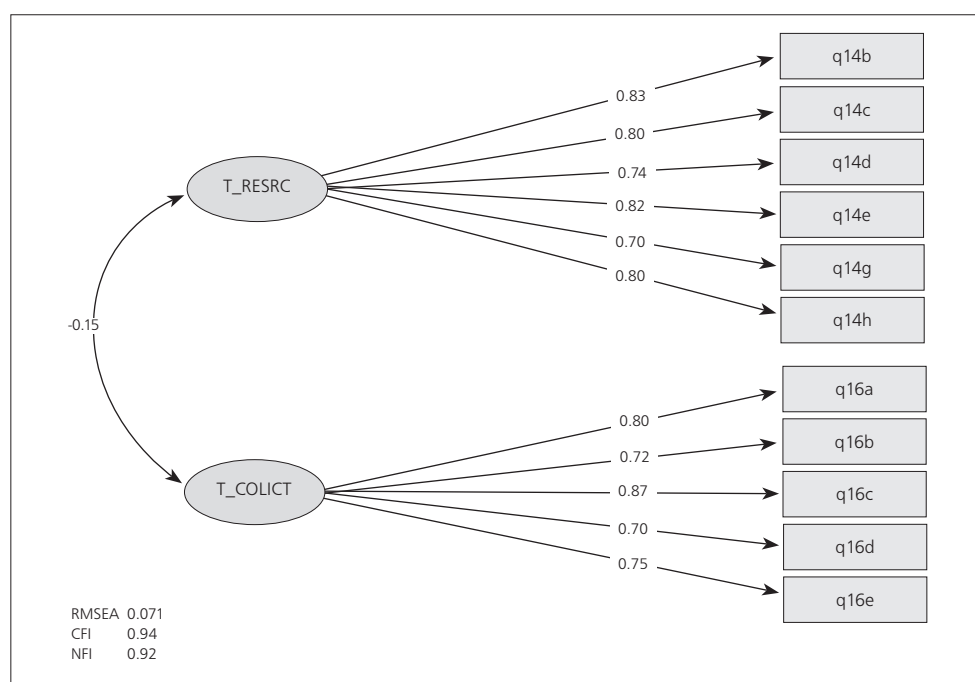 q14b
0.83
q14c
0.80
q14d
0.74
T_RESRC
0.82
q14e
0.70
q14g
0.80
q14h
-0.15
q16a
0.80
q16b
0.72
T_COLICT
0.87
q16c
0.70
q16d
0.75
q16e
RMSEA 0.071
CFI 0.94
NFI 0.92